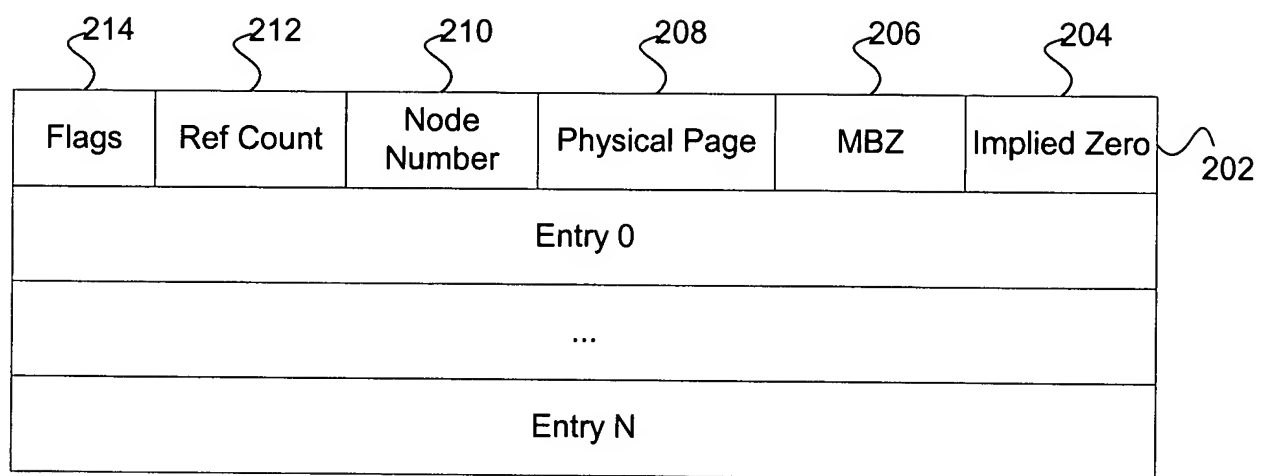 214 212 210 208 206 204
Flags Ref Count Node Number Physical Page MBZ Implied Zero
202
Entry 0
...
Entry N